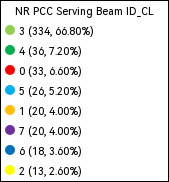 NR PCC Serving Beam ID_CL
3 (334, 66.80%)
4 (36, 7.20%)
0 (33, 6.60%)
5 (26, 5.20%)
1 (20, 4.00%)
7 (20, 4.00%)
6 (18, 3.60%)
2 (13, 2.60%)